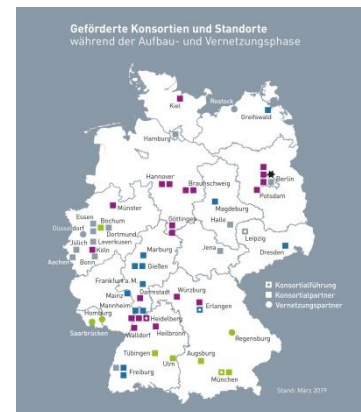 Geförderte Konsortien und Standorte
während der Aufbau- und Vernetzungsphase
Kiel
Rostock
Greifswald
Hamburg
Hannover
Braunschweig
Berlin
Potsdam
Münster
Magdeburg
Essen
Bochum
Düsseldorf
Dortmund
Göttingen
Halle
Leipzig
Jülich
Leverkusen
Köln
Aachen
Bonn
Marburg
Jena
Dresden
Gießen
Frankfurt a. M.
Mainz
Darmstadt
Würzburg
Erlangen
Mannheim
Homburg
Heidelberg
Saarbrücken
Walldorf
Heilbronn
Regensburg
Tübingen
Ulm
Augsburg
Freiburg
München
Konsortialführung
Konsortialpartner
Vernetzungspartner
Stand: März 2019